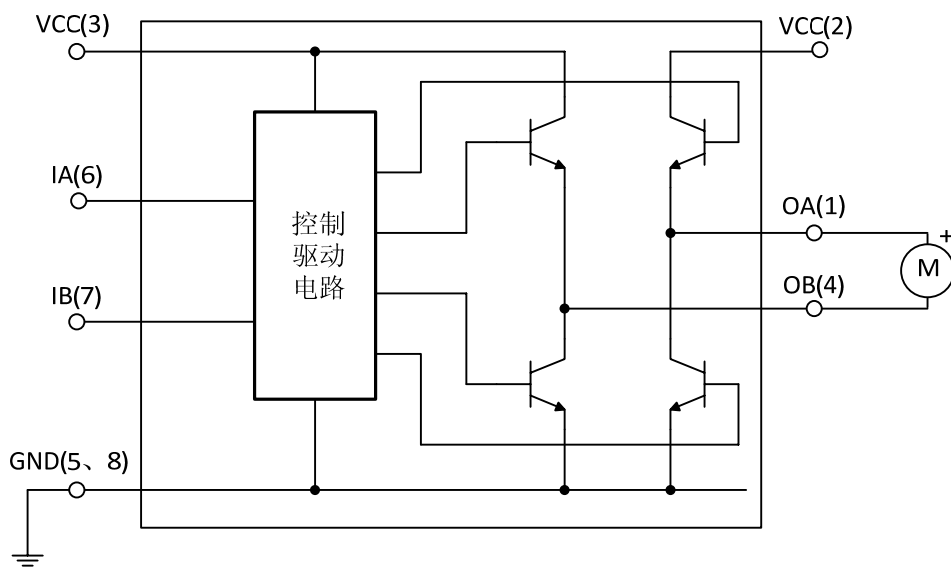 VCC(3)
VCC(2)
IA(6)
控制
驱动
电路
OA(1)
+
M
IB(7)
OB(4)
GND(5、8)